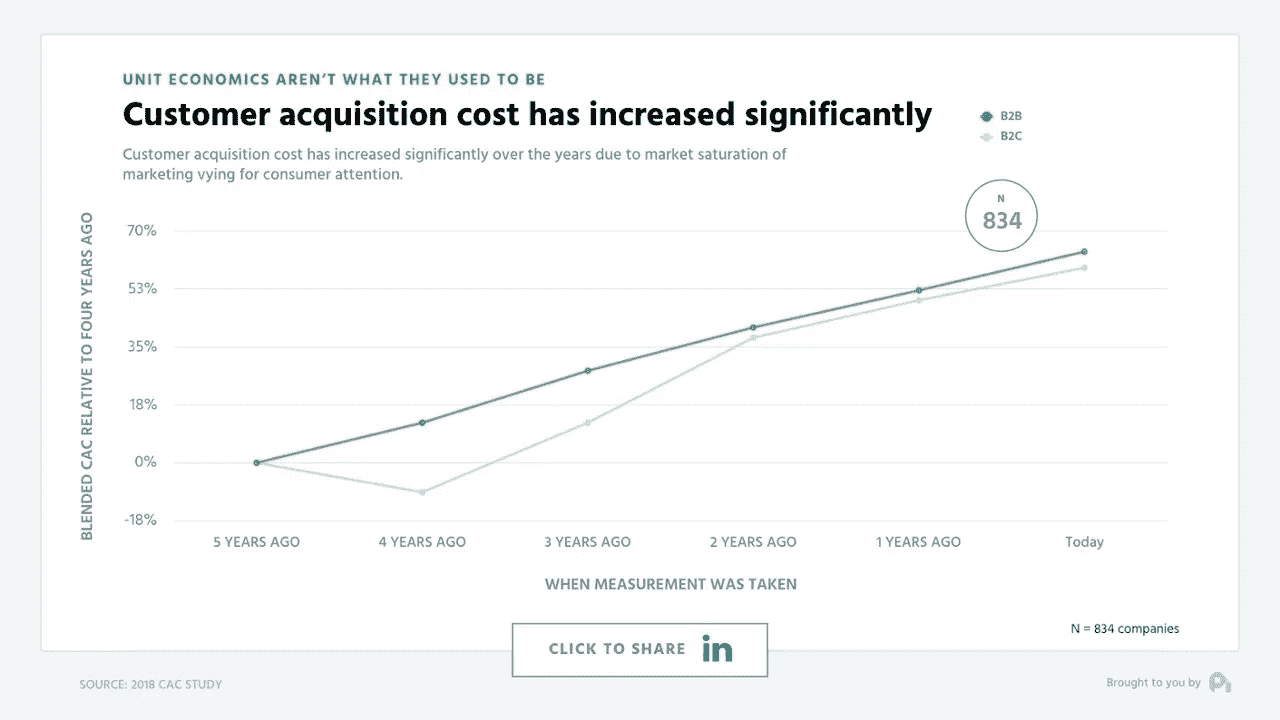 UNIT ECONOMICS AREN'T WHAT THEY USED TO BE
Customer acquisition cost has increased significantly
Customer acquisition cost has increased significantly over the years due to market saturation of
marketing vying for consumer attention.
B2B
B2C
N
834
BLENDED CAC RELATIVE TO FOUR YEARS AGO
70%
53%
35%
18%
0%
-18%
5 YEARS AGO
4 YEARS AGO
3 YEARS AGO
2 YEARS AGO
1 YEARS AGO
Today
WHEN MEASUREMENT WAS TAKEN
N = 834 companies
CLICK TO SHARE in
SOURCE: 2018 CAC STUDY
Brought to you by